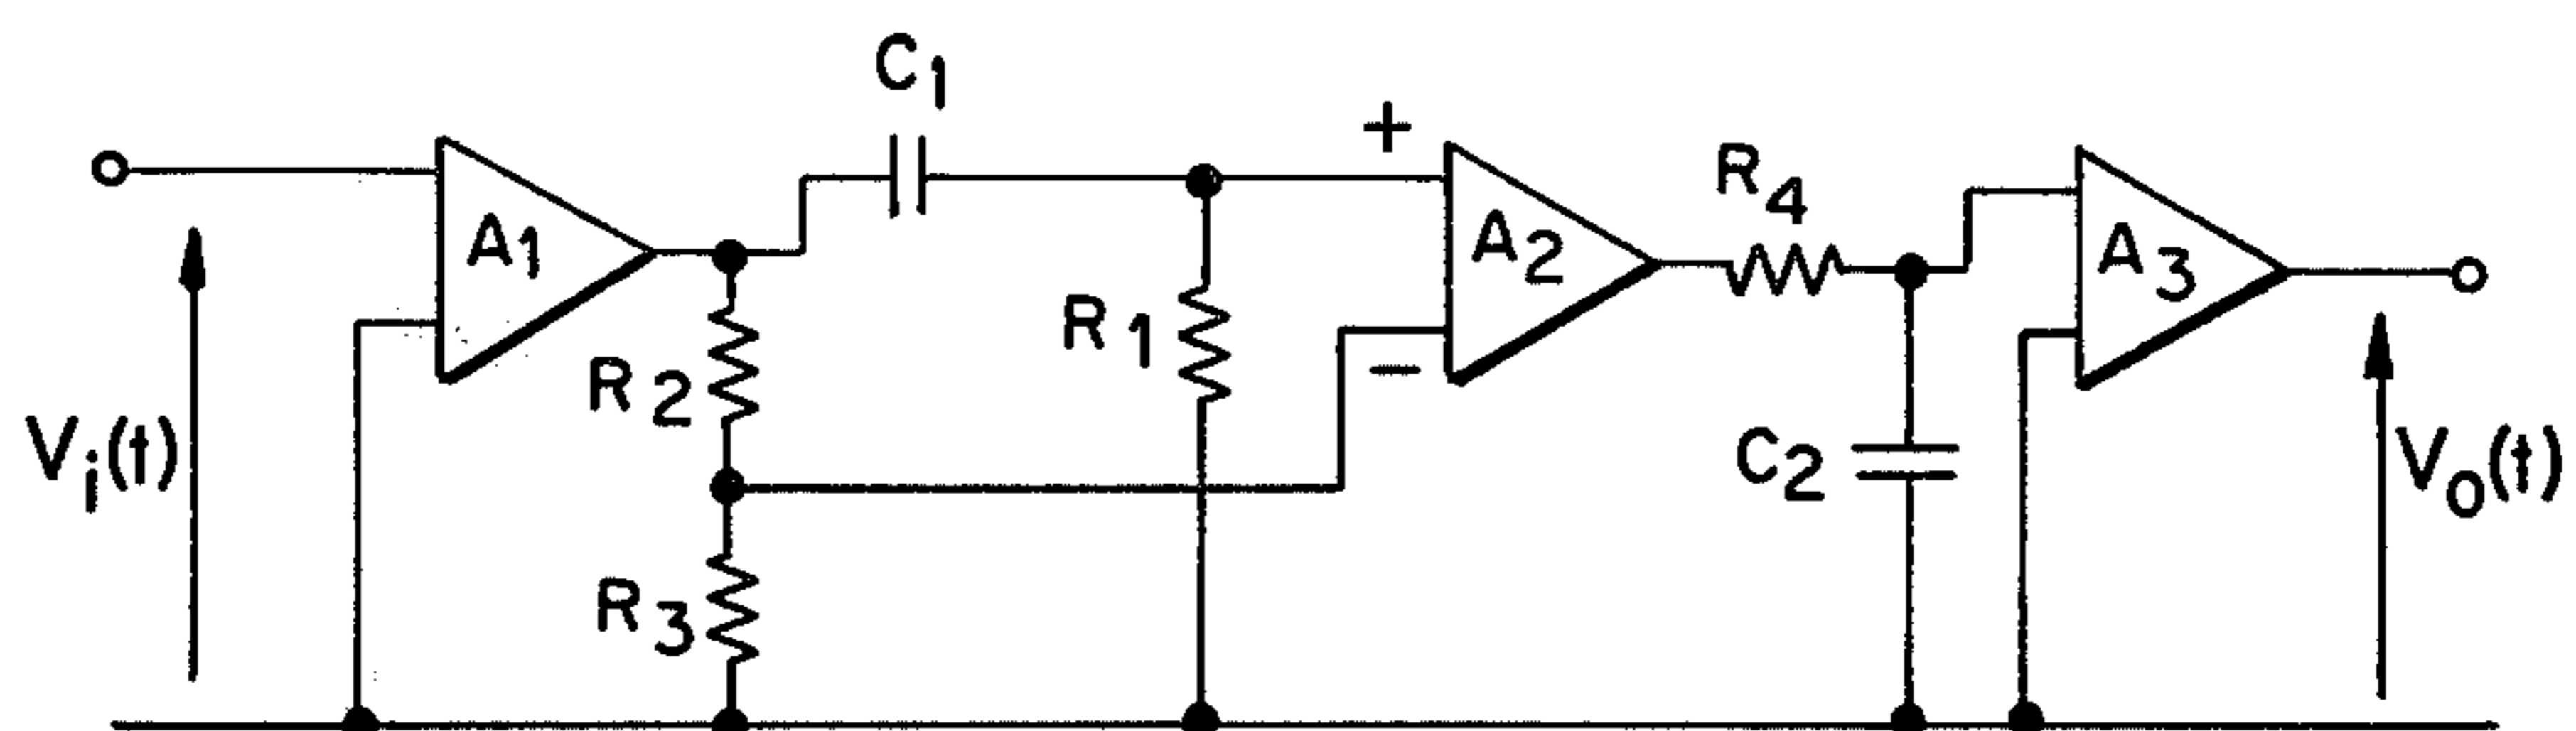 C1
+
A1
R2
R1
A2
−
R4
A3
Vi(t)
R3
C2
Vo(t)